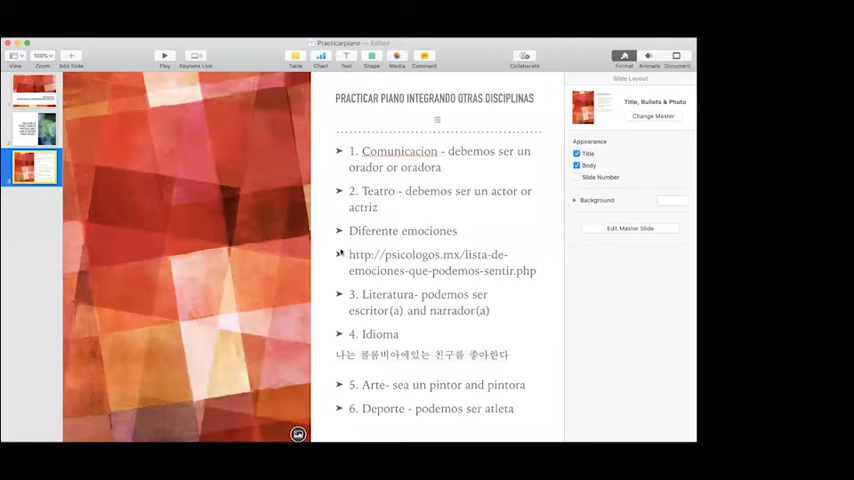 Practicarpiano — Edited
View
100%
Zoom
Add Slide
Play
Keynote Live
Table
Chart
Text
Shape
Media
Comment
Collaborate
Format
Animate
Document
1
2
3
PRACTICAR PIANO INTEGRANDO OTRAS DISCIPLINAS
➤ 1. Comunicacion - debemos ser un
orador or oradora
➤ 2. Teatro - debemos ser un actor or
actriz
➤ Diferente emociones
➤ http://psicologos.mx/lista-de-
emociones-que-podemos-sentir.php
➤ 3. Literatura- podemos ser
escritor(a) and narrador(a)
➤ 4. Idioma
나는 콜롬비아에있는 친구를 좋아한다
➤ 5. Arte- sea un pintor and pintora
➤ 6. Deporte - podemos ser atleta
Slide Layout
Title, Bullets & Photo
Change Master
Appearance
Title
Body
Slide Number
Background
Edit Master Slide